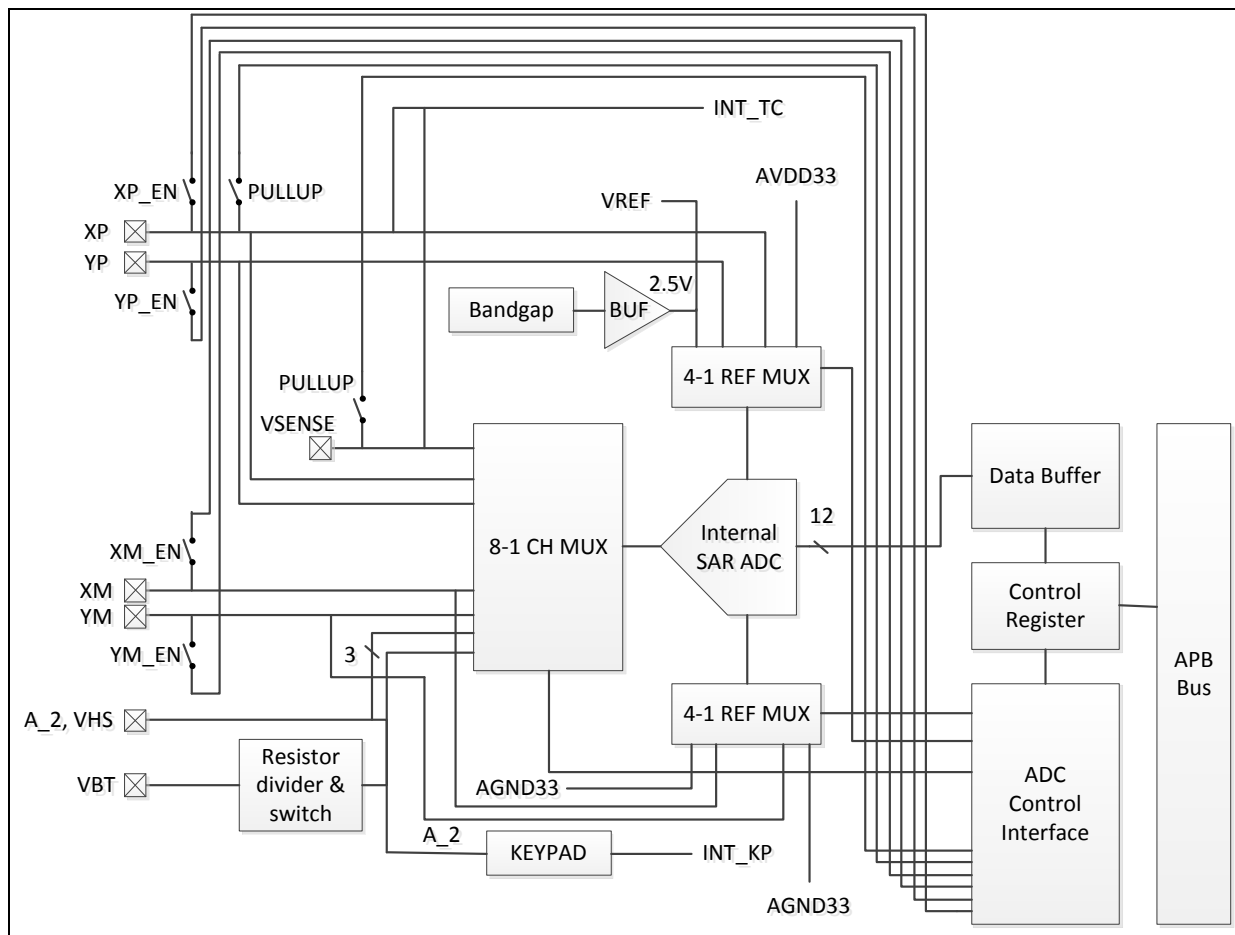 INT_TC
XP_EN
PULLUP
AVDD33
VREF
XP
YP
2.5V
YP_EN
Bandgap
BUF
4-1 REF MUX
PULLUP
VSENSE
Data Buffer
12
Internal
SAR ADC
8-1 CH MUX
XM_EN
XM
YM
Control
Register
YM_EN
3
APB
Bus
A_2, VHS
4-1 REF MUX
Resistor
divider &
switch
VBT
AGND33
ADC
Control
Interface
A_2
KEYPAD
INT_KP
AGND33